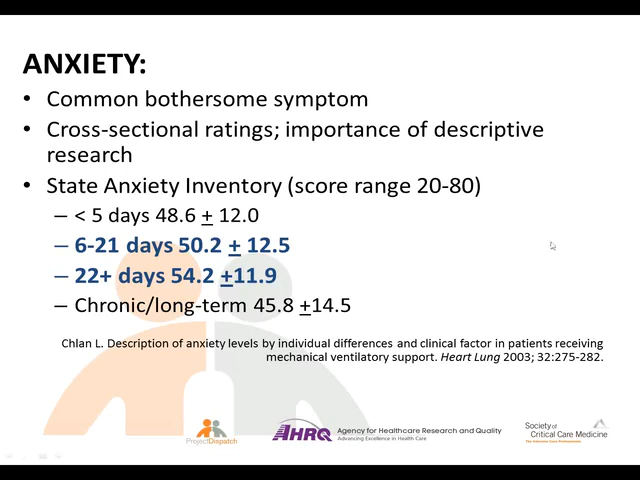 ANXIETY:
• Common bothersome symptom
• Cross-sectional ratings; importance of descriptive
research
• State Anxiety Inventory (score range 20-80)
– < 5 days 48.6 + 12.0
– 6-21 days 50.2 + 12.5
– 22+ days 54.2 +11.9
– Chronic/long-term 45.8 +14.5
Chlan L. Description of anxiety levels by individual differences and clinical factor in patients receiving
mechanical ventilatory support. Heart Lung 2003; 32:275-282.
ProjectDispatch
AHRQ
Agency for Healthcare Research and Quality
Advancing Excellence in Health Care
Society of
Critical Care Medicine
The Intensive Care Professionals